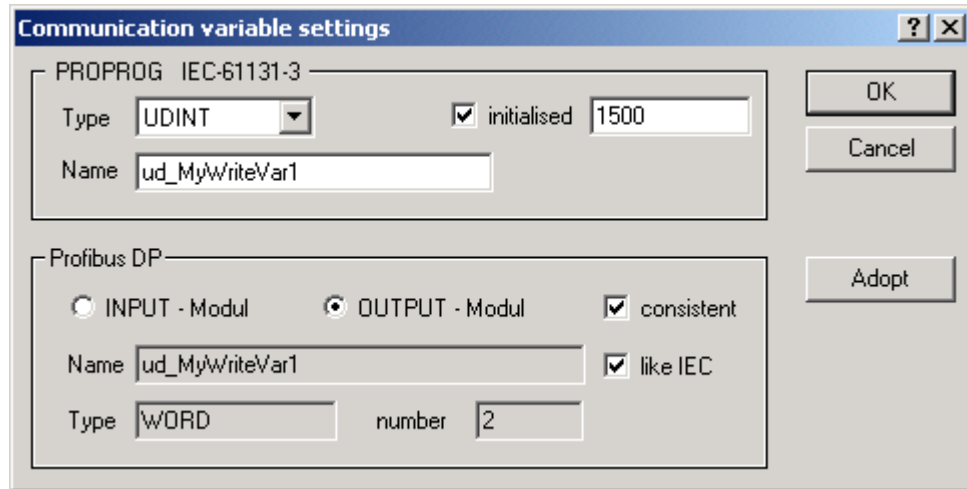 Communication variable settings
PROPROG IEC-61131-3
Type UDINT initialised 1500
Name ud_MyWriteVar1
OK
Cancel
Profibus DP
INPUT - Modul OUTPUT - Modul consistent
Name ud_MyWriteVar1 like IEC
Type WORD number 2
Adopt